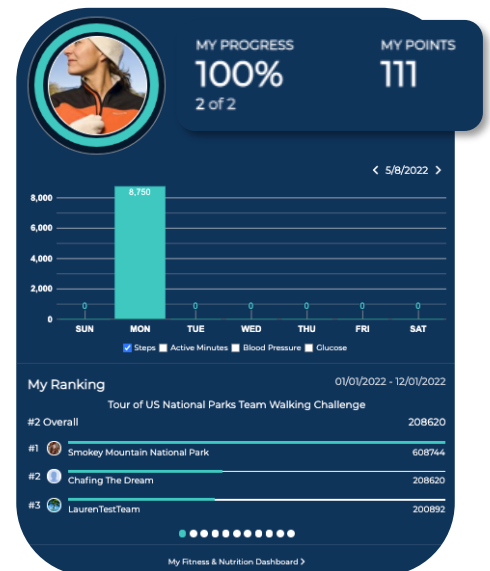 MY PROGRESS MY POINTS
100% 111
2 of 2
5/8/2022
8,750
8,000
6,000
4,000
2,000
0 0 0 0 0 0
0
SUN MON TUE WED THU FRI SAT
Steps Active Minutes Blood Pressure Glucose
My Ranking 01/01/2022 - 12/01/2022
Tour of US National Parks Team Walking Challenge
#2 Overall 208620
#1 Smokey Mountain National Park 608744
#2 Chafing The Dream 208620
#3 LaurenTestTeam 200892
My Fitness & Nutrition Dashboard